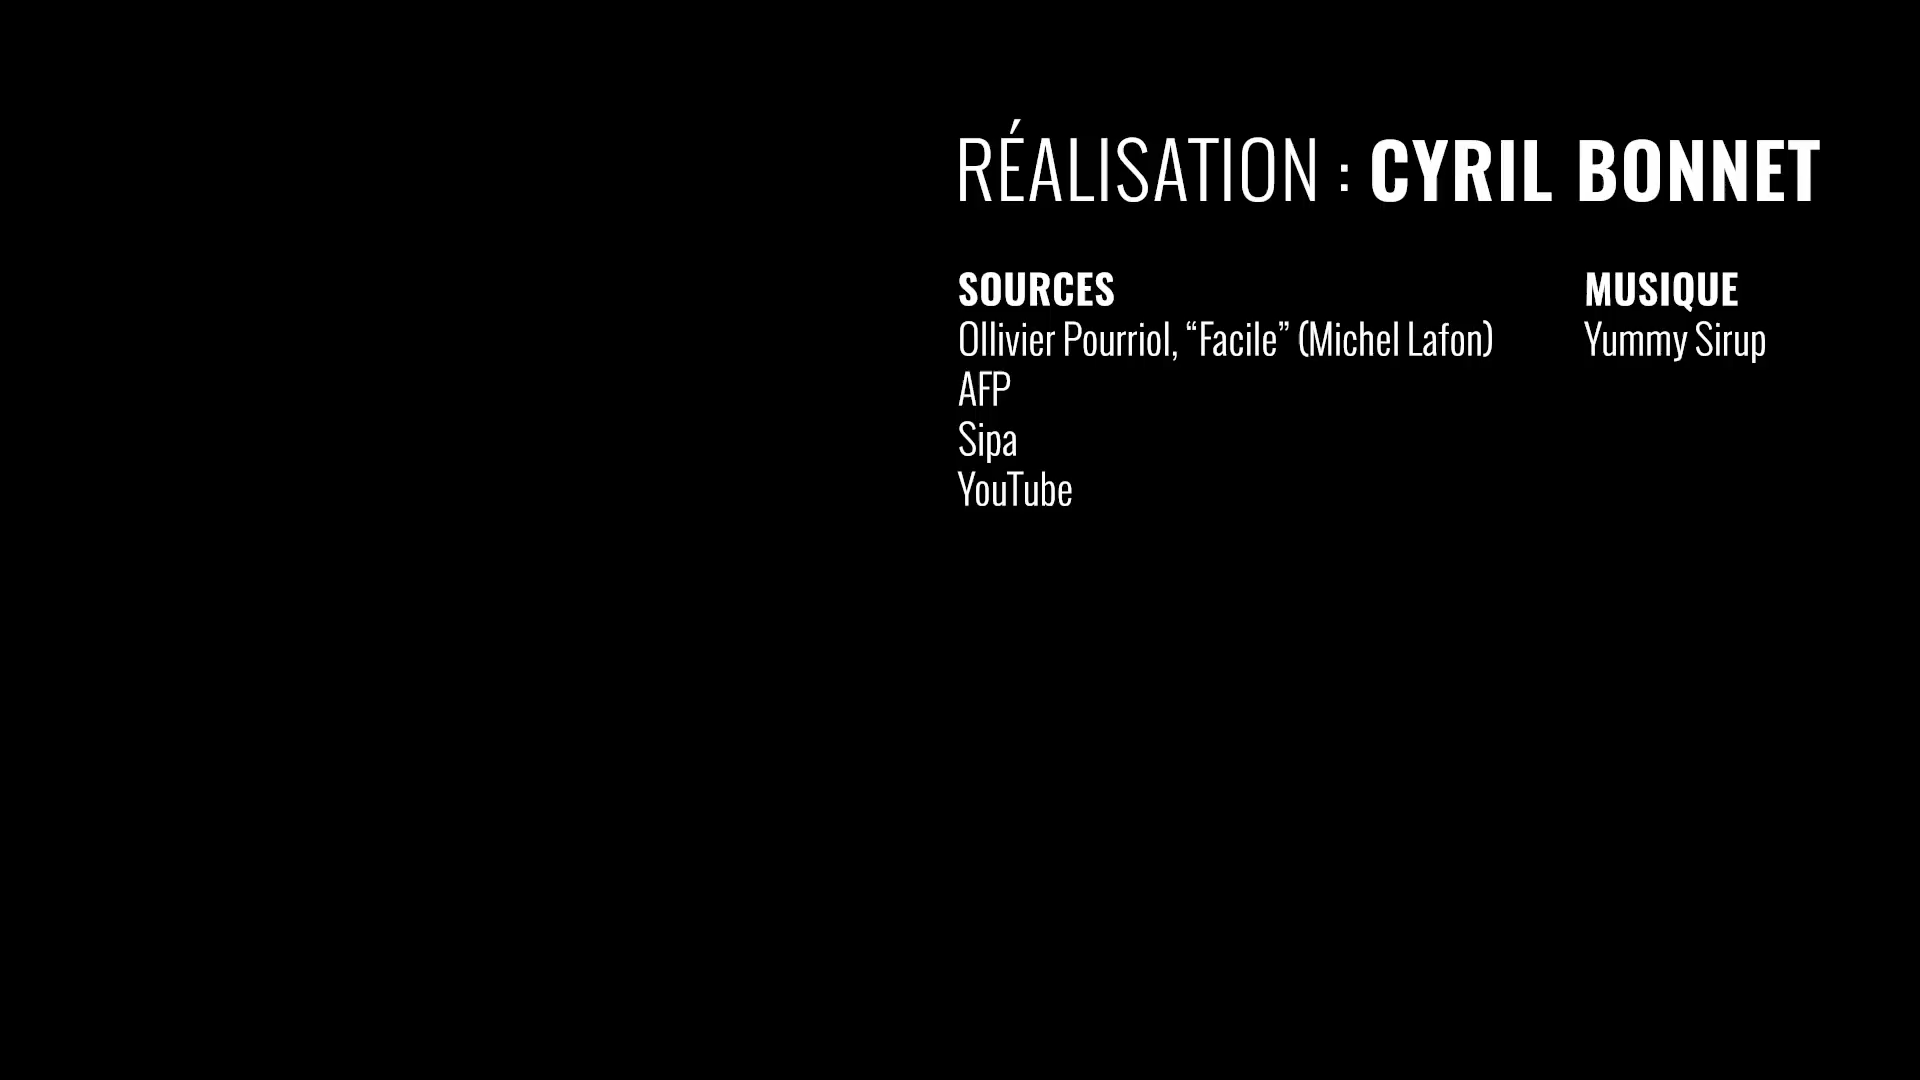 RÉALISATION : CYRIL BONNET
SOURCES
Ollivier Pourriol, “Facile” (Michel Lafon)
AFP
Sipa
YouTube
MUSIQUE
Yummy Sirup